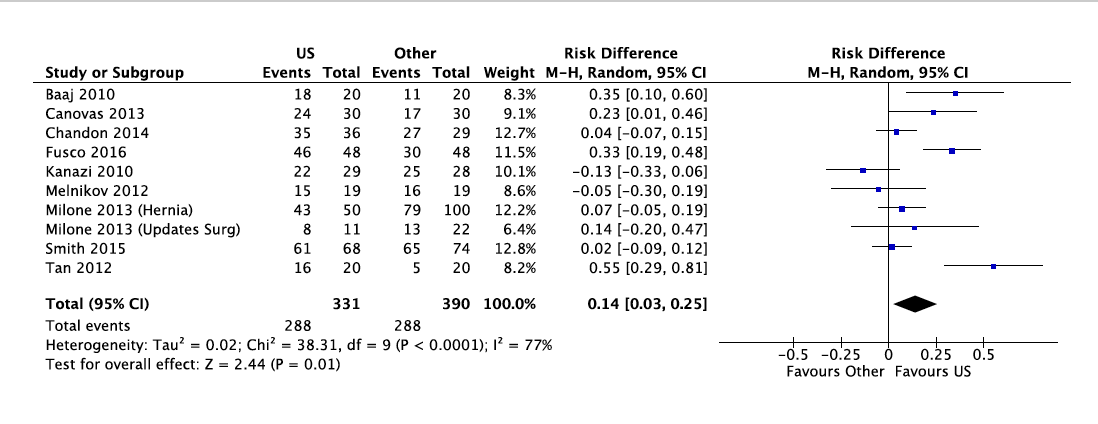 US Other Risk Difference Risk Difference
Study or Subgroup Events Total Events Total Weight M-H, Random, 95% CI M-H, Random, 95% CI
Baaj 2010 18 20 11 20 8.3% 0.35 [0.10, 0.60]
Canovas 2013 24 30 17 30 9.1% 0.23 [0.01, 0.46]
Chandon 2014 35 36 27 29 12.7% 0.04 [−0.07, 0.15]
Fusco 2016 46 48 30 48 11.5% 0.33 [0.19, 0.48]
Kanazi 2010 22 29 25 28 10.1% −0.13 [−0.33, 0.06]
Melnikov 2012 15 19 16 19 8.6% −0.05 [−0.30, 0.19]
Milone 2013 (Hernia) 43 50 79 100 12.2% 0.07 [−0.05, 0.19]
Milone 2013 (Updates Surg) 8 11 13 22 6.4% 0.14 [−0.20, 0.47]
Smith 2015 61 68 65 74 12.8% 0.02 [−0.09, 0.12]
Tan 2012 16 20 5 20 8.2% 0.55 [0.29, 0.81]
Total (95% CI) 331 390 100.0% 0.14 [0.03, 0.25]
Total events 288 288
Heterogeneity: Tau² = 0.02; Chi² = 38.31, df = 9 (P < 0.0001); I² = 77%
Test for overall effect: Z = 2.44 (P = 0.01)
−0.5 −0.25 0 0.25 0.5
Favours Other Favours US